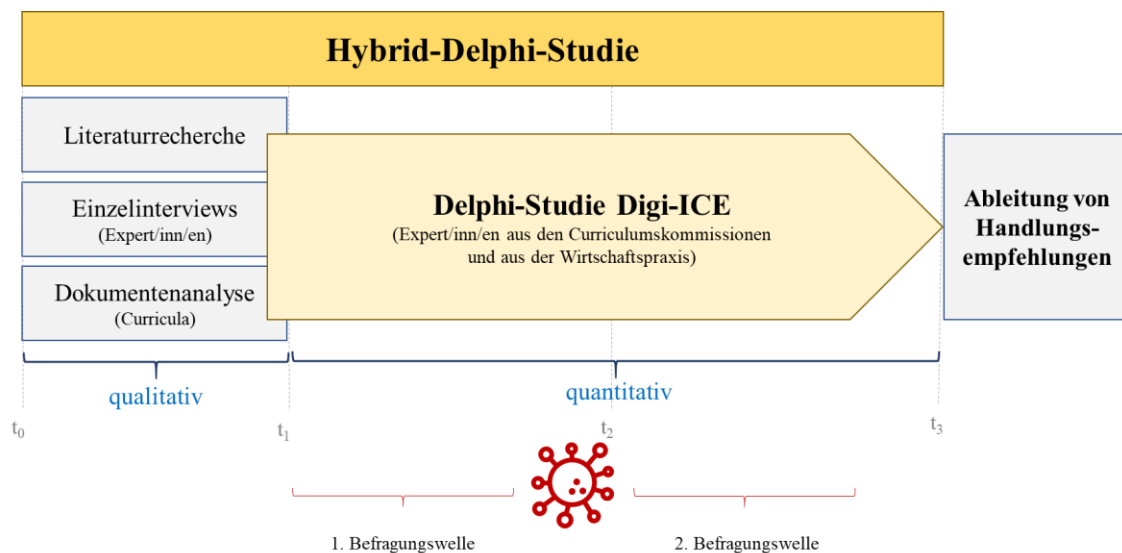 Hybrid-Delphi-Studie
Literaturrecherche
Einzelinterviews
(Expert/inn/en)
Dokumentenanalyse
(Curricula)
Delphi-Studie Digi-ICE
(Expert/inn/en aus den Curriculumskommissionen
und aus der Wirtschaftspraxis)
Ableitung von
Handlungs-
empfehlungen
qualitativ
quantitativ
t0
t1
t2
t3
1. Befragungswelle
2. Befragungswelle